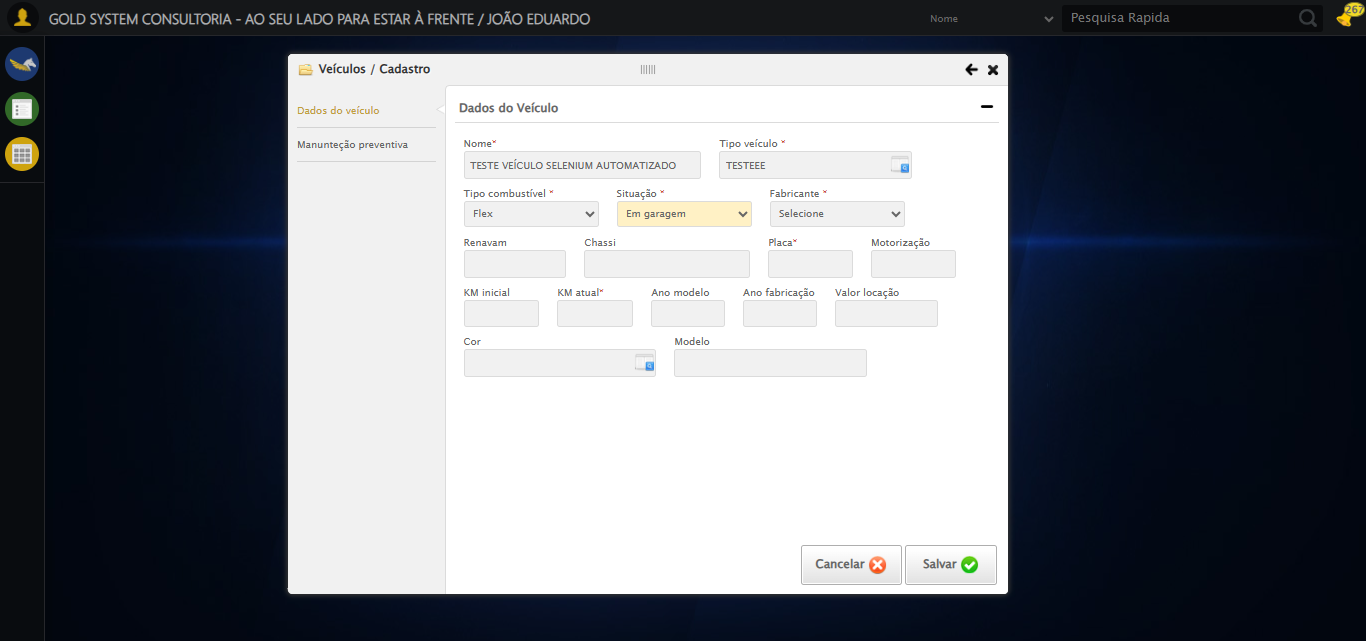 GOLD SYSTEM CONSULTORIA - AO SEU LADO PARA ESTAR À FRENTE / JOÃO EDUARDO
Nome
Pesquisa Rapida
267
Veículos / Cadastro
Dados do veículo
Manunteção preventiva
Dados do Veículo
Nome* Tipo veículo *
TESTE VEÍCULO SELENIUM AUTOMATIZADO TESTEEE
Tipo combustível * Situação * Fabricante *
Flex Em garagem Selecione
Renavam Chassi Placa* Motorização
KM inicial KM atual* Ano modelo Ano fabricação Valor locação
Cor Modelo
Cancelar Salvar